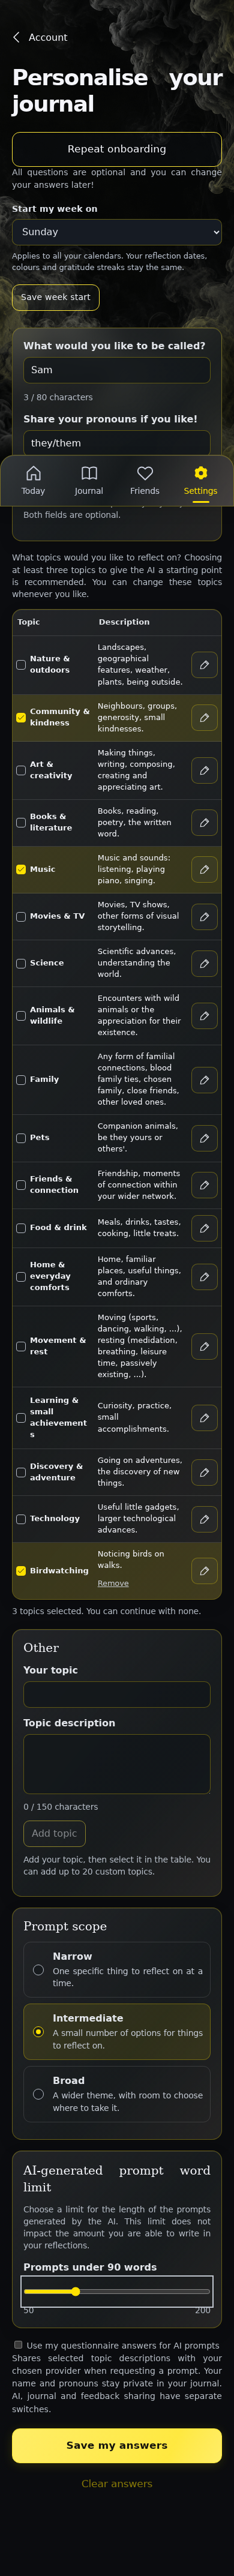 Account
Personalise your
journal
Repeat onboarding
All questions are optional and you can change
your answers later!
Start my week on
Sunday
Applies to all your calendars. Your reflection dates,
colours and gratitude streaks stay the same.
Save week start
What would you like to be called?
Sam
3 / 80 characters
Share your pronouns if you like!
they/them
Today
Journal
Friends
Settings
Both fields are optional.
What topics would you like to reflect on? Choosing
at least three topics to give the AI a starting point
is recommended. You can change these topics
whenever you like.
Topic
Description
Nature &
outdoors
Landscapes,
geographical
features, weather,
plants, being outside.
Community &
kindness
Neighbours, groups,
generosity, small
kindnesses.
Art &
creativity
Making things,
writing, composing,
creating and
appreciating art.
Books &
literature
Books, reading,
poetry, the written
word.
Music
Music and sounds:
listening, playing
piano, singing.
Movies & TV
Movies, TV shows,
other forms of visual
storytelling.
Science
Scientific advances,
understanding the
world.
Animals &
wildlife
Encounters with wild
animals or the
appreciation for their
existence.
Family
Any form of familial
connections, blood
family ties, chosen
family, close friends,
other loved ones.
Pets
Companion animals,
be they yours or
others'.
Friends &
connection
Friendship, moments
of connection within
your wider network.
Food & drink
Meals, drinks, tastes,
cooking, little treats.
Home &
everyday
comforts
Home, familiar
places, useful things,
and ordinary
comforts.
Movement &
rest
Moving (sports,
dancing, walking, ...),
resting (medidation,
breathing, leisure
time, passively
existing, ...).
Learning &
small
achievement
s
Curiosity, practice,
small
accomplishments.
Discovery &
adventure
Going on adventures,
the discovery of new
things.
Technology
Useful little gadgets,
larger technological
advances.
Birdwatching
Noticing birds on
walks.
Remove
3 topics selected. You can continue with none.
Other
Your topic
Topic description
0 / 150 characters
Add topic
Add your topic, then select it in the table. You
can add up to 20 custom topics.
Prompt scope
Narrow
One specific thing to reflect on at a
time.
Intermediate
A small number of options for things
to reflect on.
Broad
A wider theme, with room to choose
where to take it.
AI-generated prompt word
limit
Choose a limit for the length of the prompts
generated by the AI. This limit does not
impact the amount you are able to write in
your reflections.
Prompts under 90 words
50
200
Use my questionnaire answers for AI prompts
Shares selected topic descriptions with your
chosen provider when requesting a prompt. Your
name and pronouns stay private in your journal.
AI, journal and feedback sharing have separate
switches.
Save my answers
Clear answers